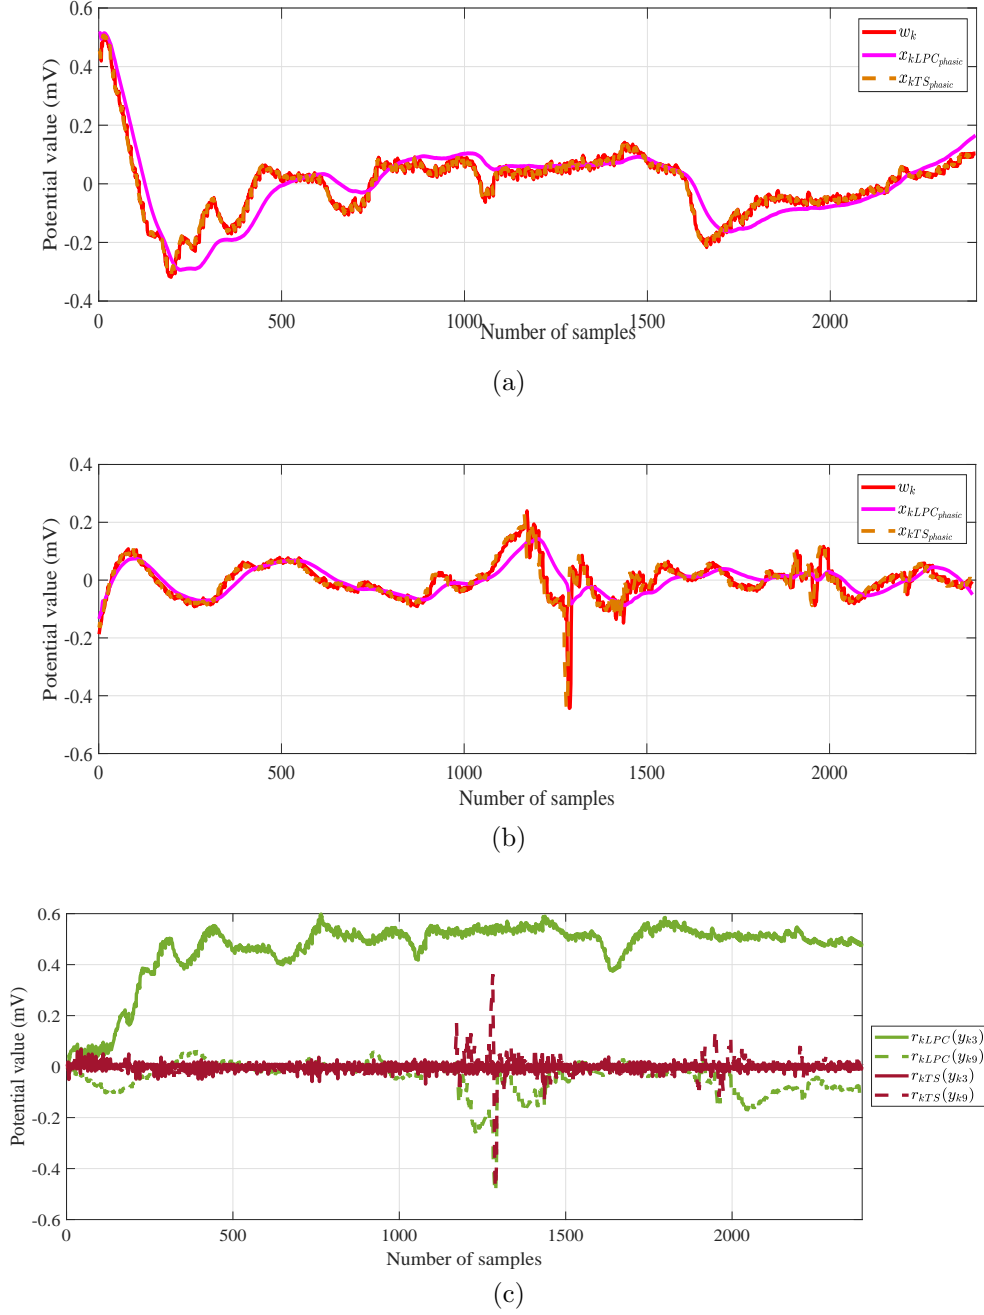 0.6
0.4
0.2
0
-0.2
-0.4
Potential value (mV)
w_k
x_{kLPC_{phasic}}
x_{kTS_{phasic}}
0 500 1000 1500 2000
Number of samples
(a)
0.4
0.2
0
-0.2
-0.4
-0.6
Potential value (mV)
w_k
x_{kLPC_{phasic}}
x_{kTS_{phasic}}
0 500 1000 1500 2000
Number of samples
(b)
0.6
0.4
0.2
0
-0.2
-0.4
-0.6
Potential value (mV)
r_{kLPC}(y_{k3})
r_{kLPC}(y_{k9})
r_{kTS}(y_{k3})
r_{kTS}(y_{k9})
0 500 1000 1500 2000
Number of samples
(c)